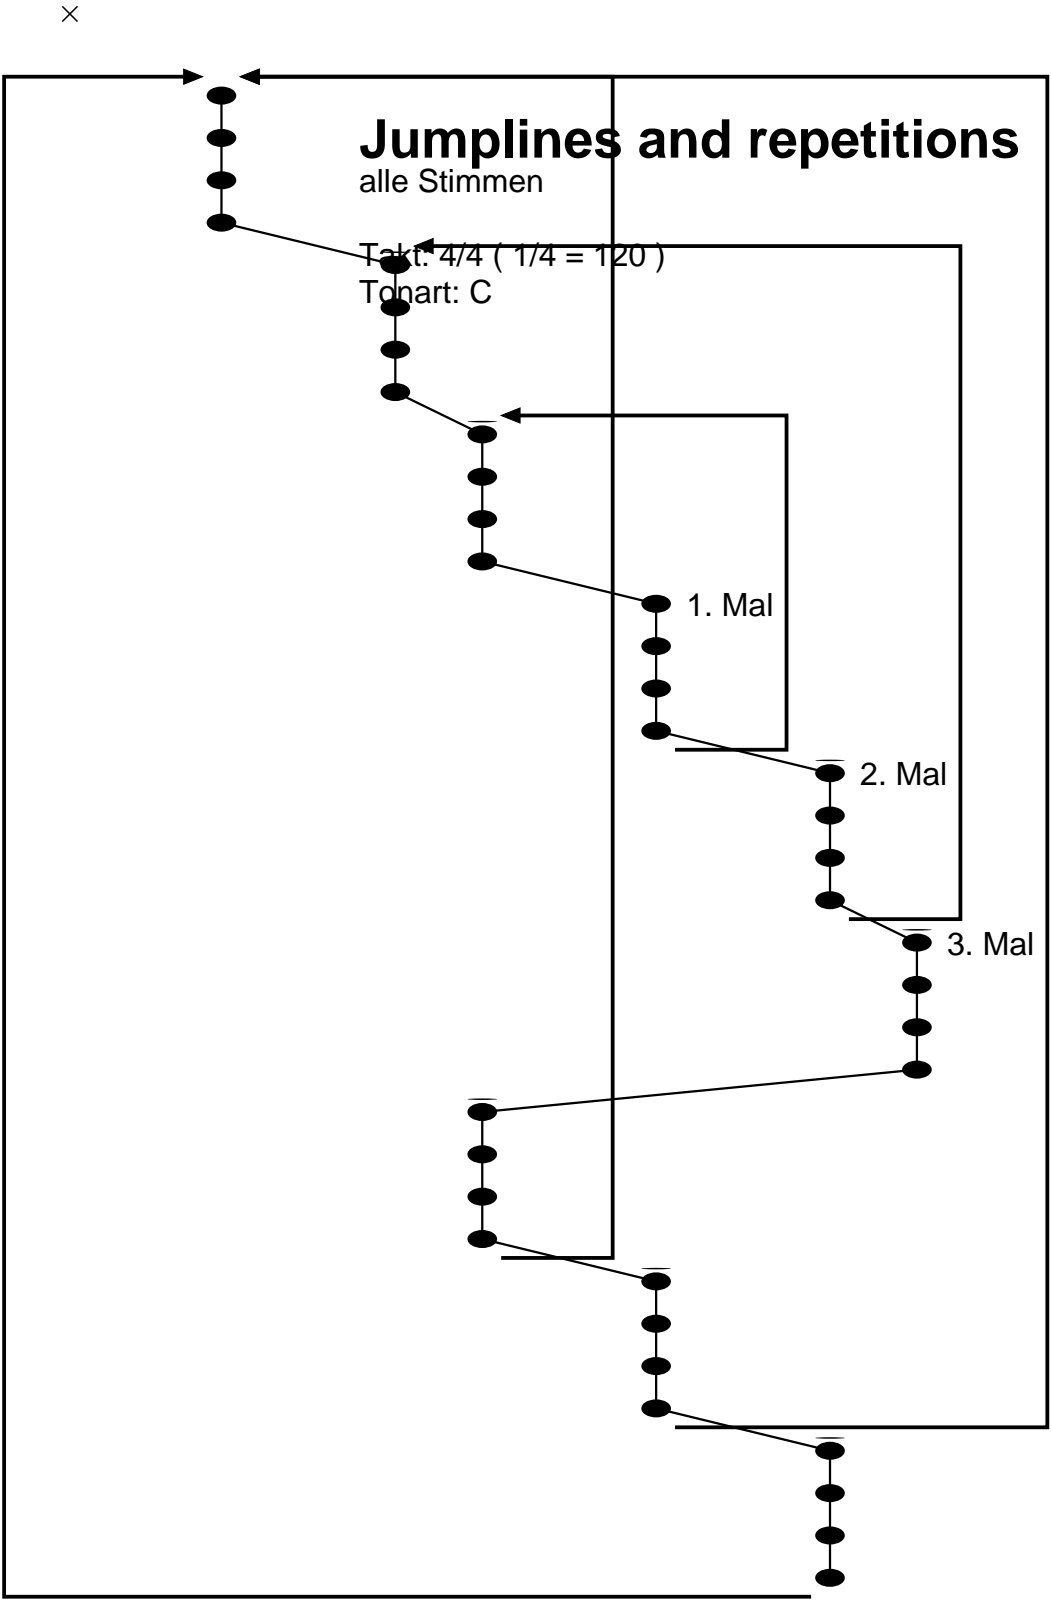 Jumplines and repetitions
alle Stimmen
Takt: 4/4 ( 1/4 = 120 )
Tonart: C
1. Mal
2. Mal
3. Mal